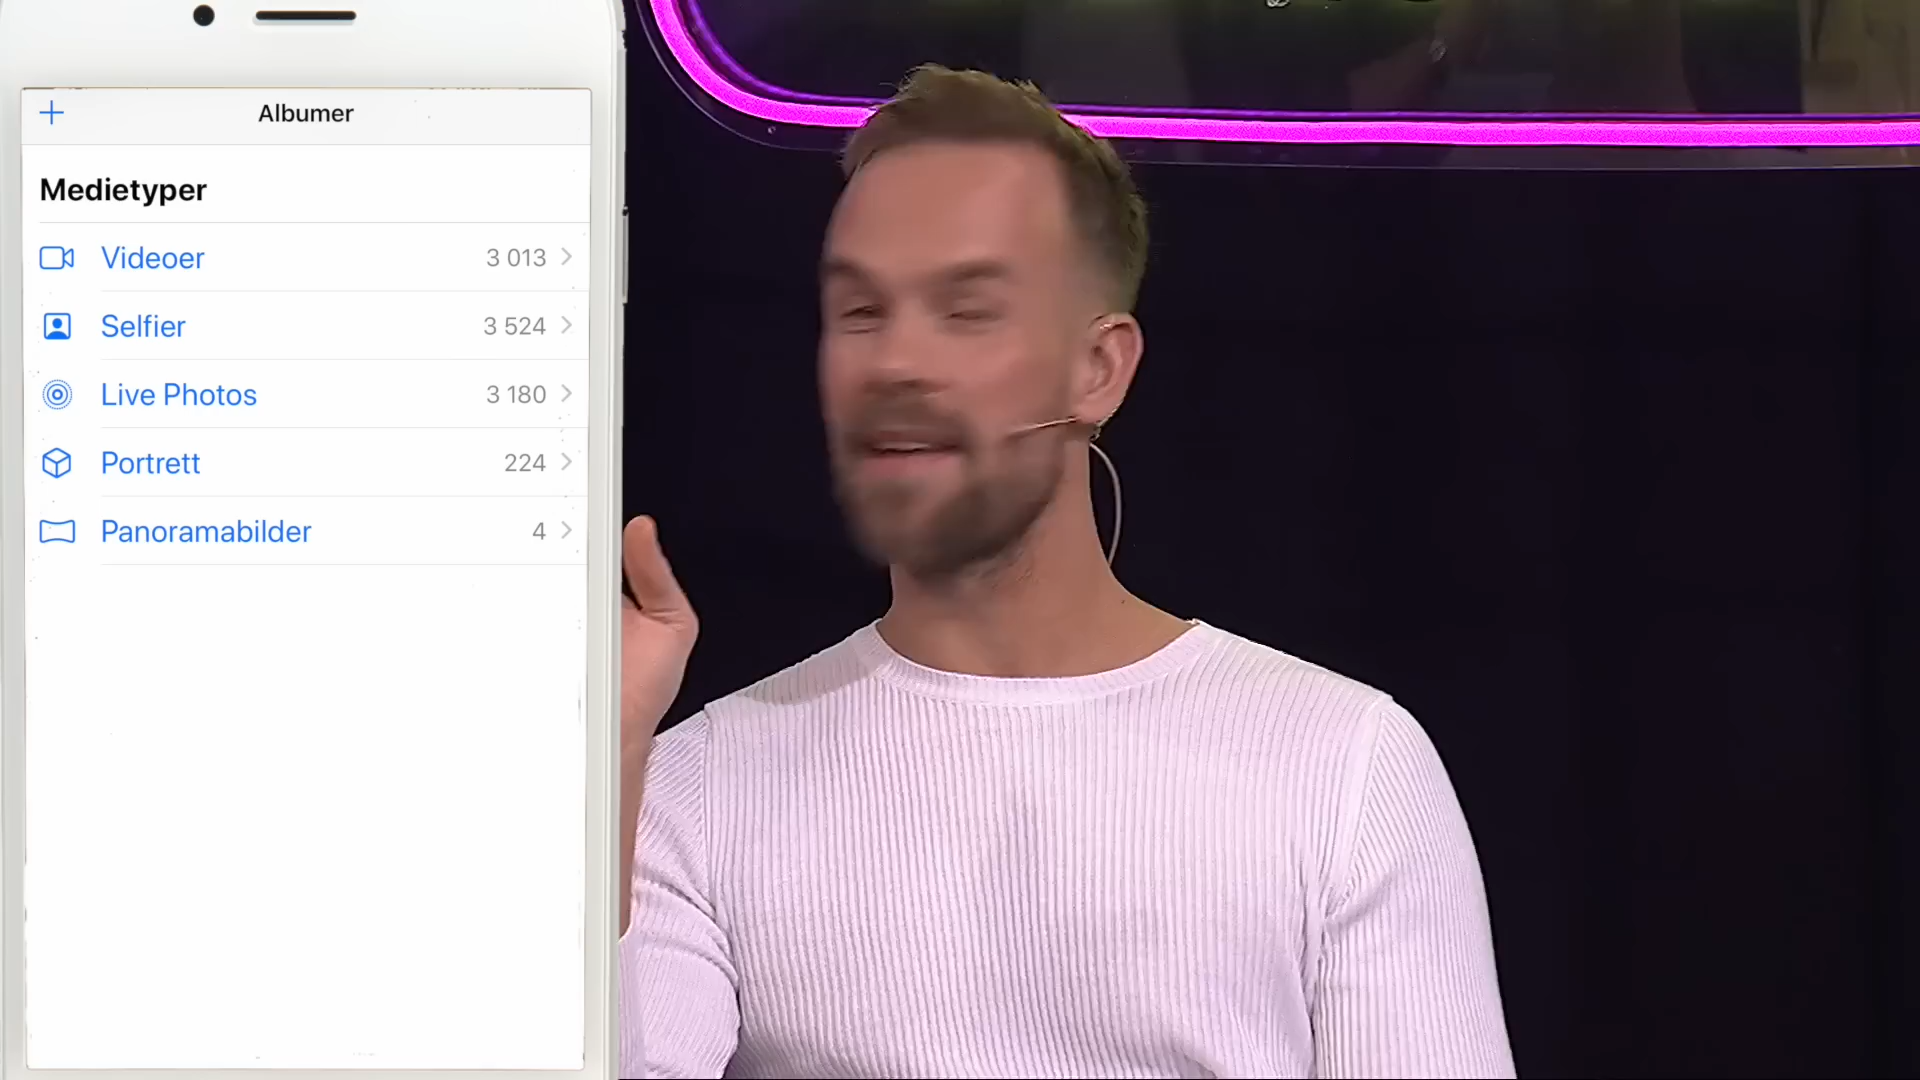 Albumer
Medietyper
Videoer 3 013
Selfier 3 524
Live Photos 3 180
Portrett 224
Panoramabilder 4